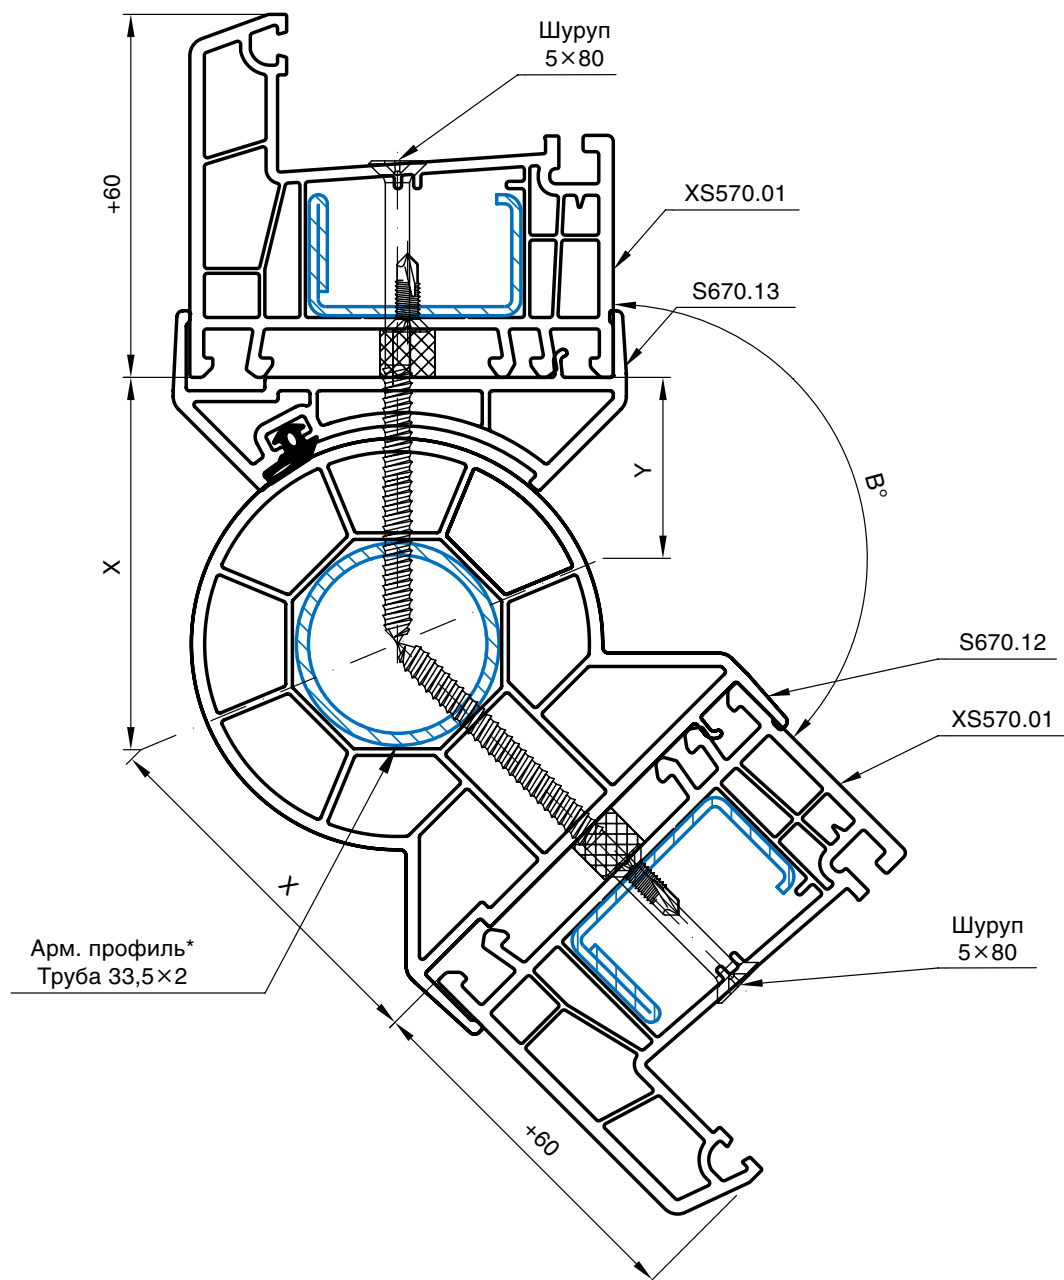 Шуруп
5×80
+60
XS570.01
S670.13
Y
B°
X
S670.12
XS570.01
X
Арм. профиль*
Труба 33,5×2
Шуруп
5×80
+60